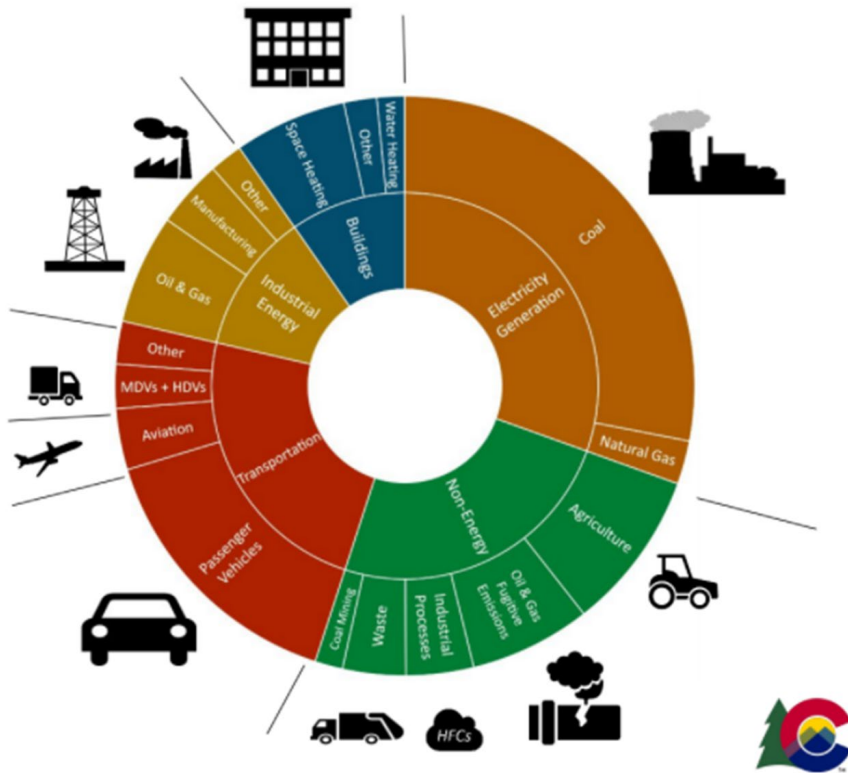 Space Heating
Other
Water Heating
Buildings
Coal
Electricity
Generation
Natural Gas
Other
Manufacturing
Oil & Gas
Industrial
Energy
Other
MDVs + HDVs
Aviation
Transportation
Passenger
Vehicles
Non-Energy
Agriculture
Oil & Gas
Fugitive
Emissions
Industrial
Processes
Waste
Coal Mining
HFCs